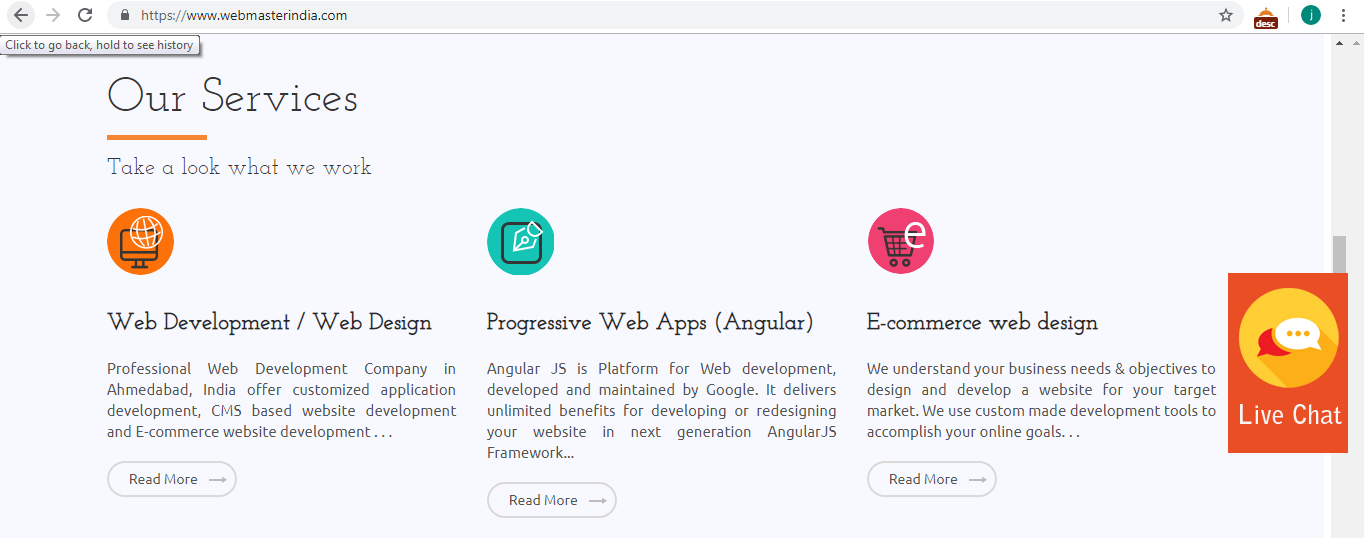 https://www.webmasterindia.com
desc
j
Click to go back, hold to see history
Our Services
Take a look what we work
e
Web Development / Web Design
Professional Web Development Company in
Ahmedabad, India offer customized application
development, CMS based website development
and E-commerce website development . . .
Read More
Progressive Web Apps (Angular)
Angular JS is Platform for Web development,
developed and maintained by Google. It delivers
unlimited benefits for developing or redesigning
your website in next generation AngularJS
Framework...
Read More
E-commerce web design
We understand your business needs & objectives to
design and develop a website for your target
market. We use custom made development tools to
accomplish your online goals. . .
Read More
Live Chat